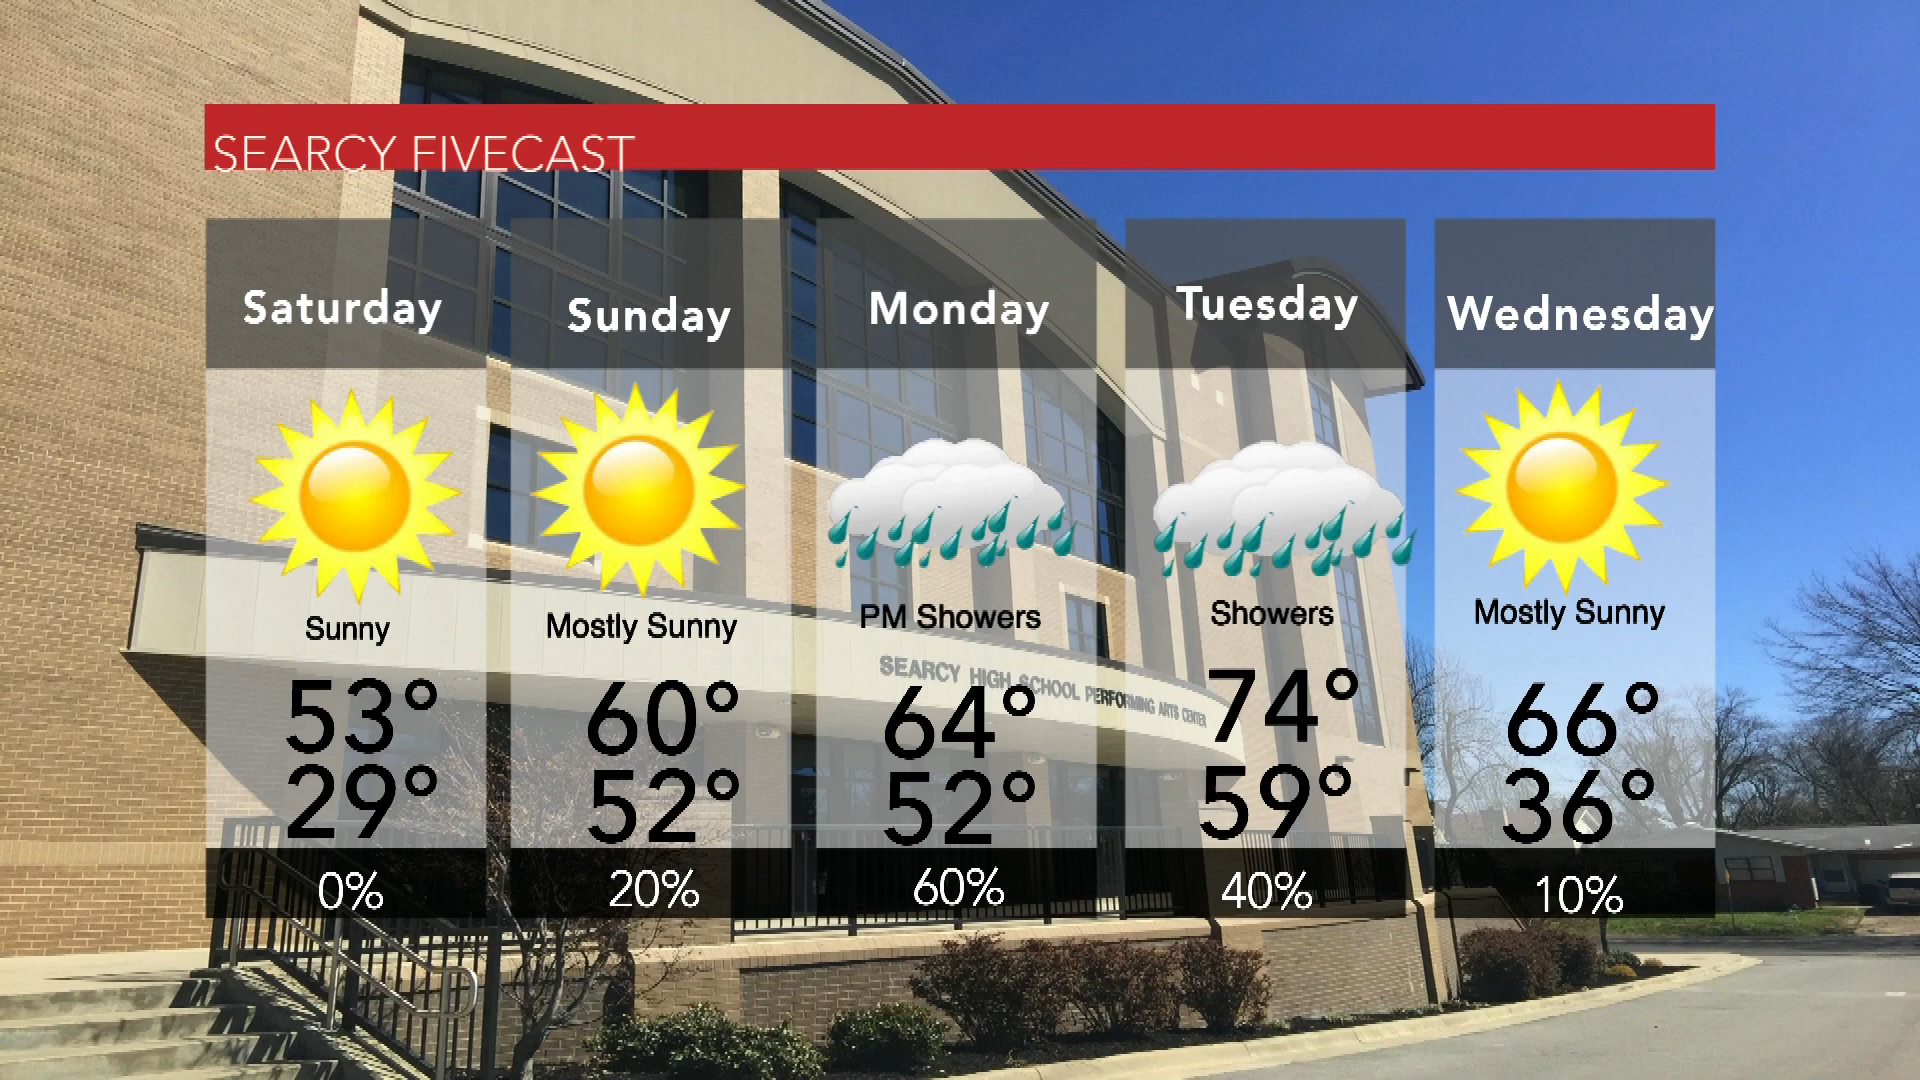 SEARCY FIVECAST
Saturday
Sunny
53°
29°
0%
Sunday
Mostly Sunny
60°
52°
20%
Monday
PM Showers
64°
52°
60%
Tuesday
Showers
74°
59°
40%
Wednesday
Mostly Sunny
66°
36°
10%
SEARCY HIGH SCHOOL PERFORMING ARTS CENTER